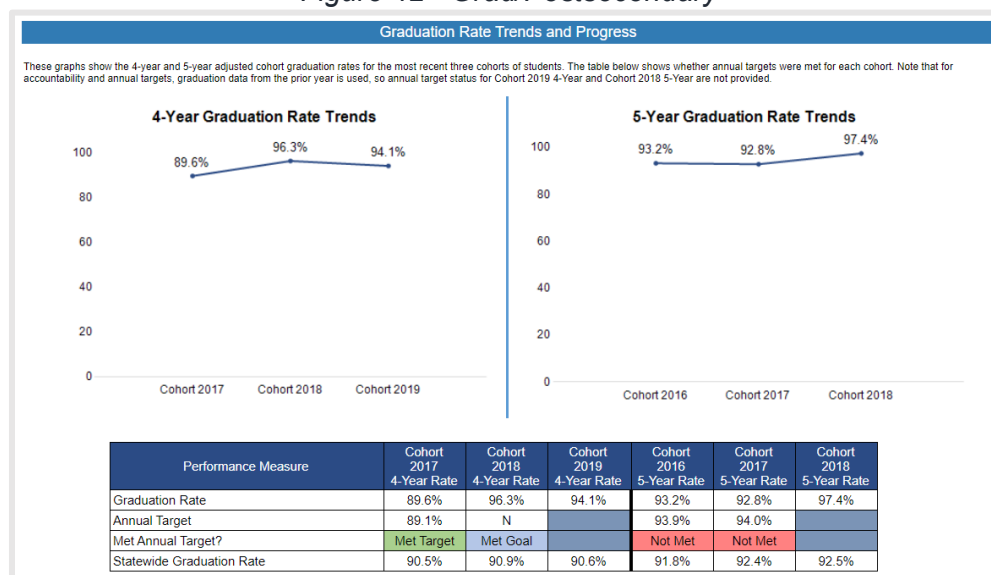 Graduation Rate Trends and Progress
These graphs show the 4-year and 5-year adjusted cohort graduation rates for the most recent three cohorts of students. The table below shows whether annual targets were met for each cohort. Note that for
accountability and annual targets, graduation data from the prior year is used, so annual target status for Cohort 2019 4-Year and Cohort 2018 5-Year are not provided.
4-Year Graduation Rate Trends
100
80
60
40
20
0
89.6%
96.3%
94.1%
Cohort 2017
Cohort 2018
Cohort 2019
5-Year Graduation Rate Trends
100
80
60
40
20
0
93.2%
92.8%
97.4%
Cohort 2016
Cohort 2017
Cohort 2018
Performance Measure
Cohort
2017
4-Year Rate
Cohort
2018
4-Year Rate
Cohort
2019
4-Year Rate
Cohort
2016
5-Year Rate
Cohort
2017
5-Year Rate
Cohort
2018
5-Year Rate
Graduation Rate 89.6% 96.3% 94.1% 93.2% 92.8% 97.4%
Annual Target 89.1% N 93.9% 94.0%
Met Annual Target? Met Target Met Goal Not Met Not Met
Statewide Graduation Rate 90.5% 90.9% 90.6% 91.8% 92.4% 92.5%